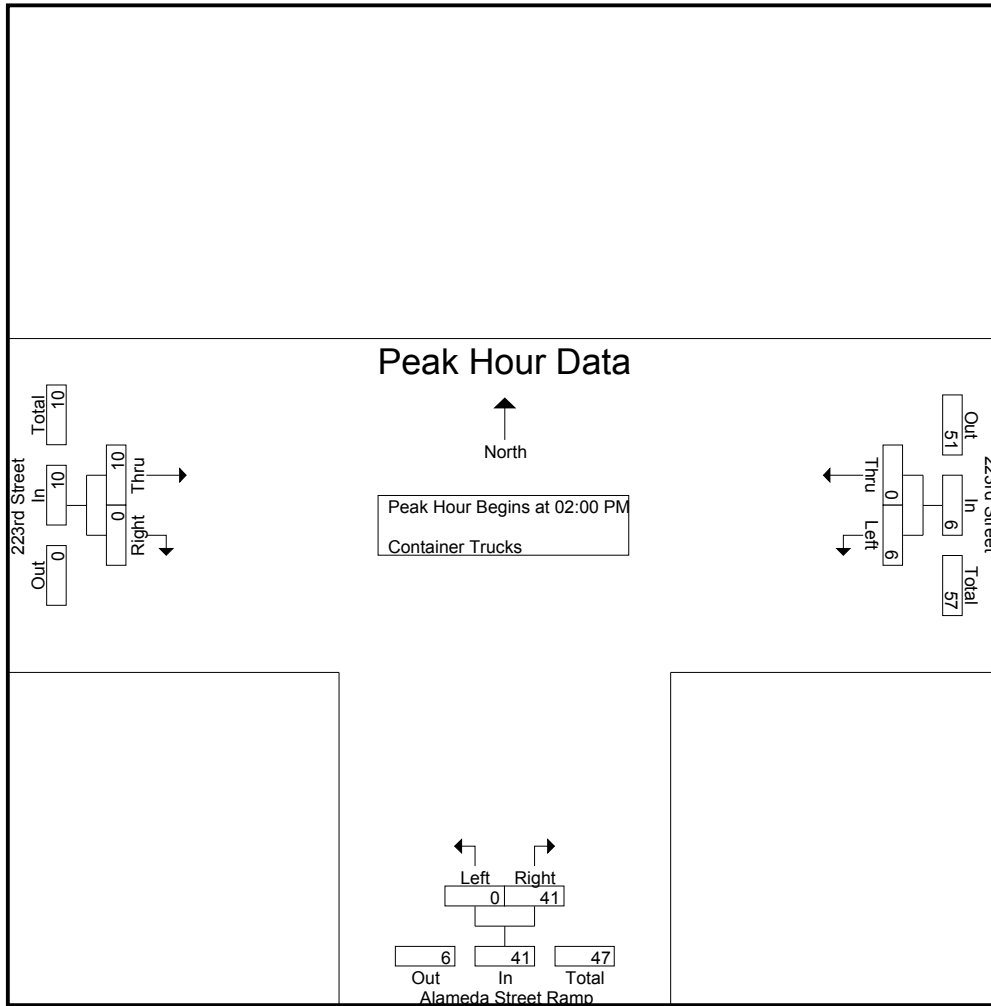 Peak Hour Data
North
Peak Hour Begins at 02:00 PM
Container Trucks
223rd Street
Total
10
In
10
Out
0
Thru
10
Right
0
223rd Street
Out
51
In
6
Total
57
Thru
0
Left
6
Left Right
0 41
6 41 47
Out In Total
Alameda Street Ramp